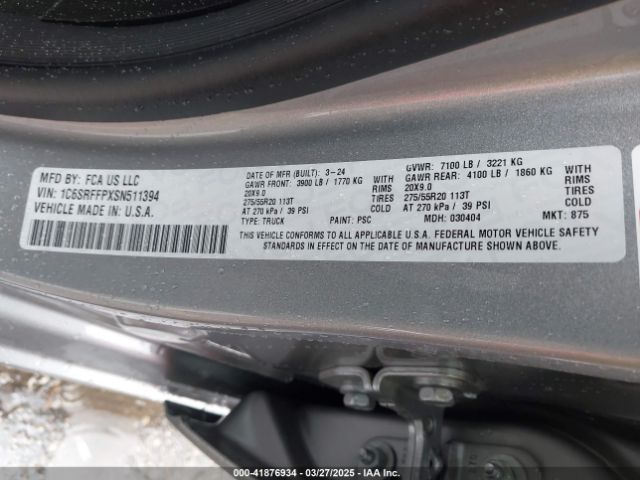 MFD BY: FCA US LLC
VIN: 1C6SRFFPXSN511394
VEHICLE MADE IN U.S.A.
DATE OF MFR (BUILT): 3-24 GVWR: 7100 LB / 3221 KG
GAWR FRONT: 3900 LB / 1770 KG WITH GAWR REAR: 4100 LB / 1860 KG WITH
20X9.0 RIMS 20X9.0 RIMS
275/55R20 113T TIRES 275/55R20 113T TIRES
AT 270 kPa / 39 PSI COLD AT 270 kPa / 39 PSI COLD
TYPE: TRUCK PAINT: PSC MDH: 030404 MKT: 875
THIS VEHICLE CONFORMS TO ALL APPLICABLE U.S.A. FEDERAL MOTOR VEHICLE SAFETY
STANDARDS IN EFFECT ON THE DATE OF MANUFACTURE SHOWN ABOVE.
000-41876934 - 03/27/2025 - IAAI.com